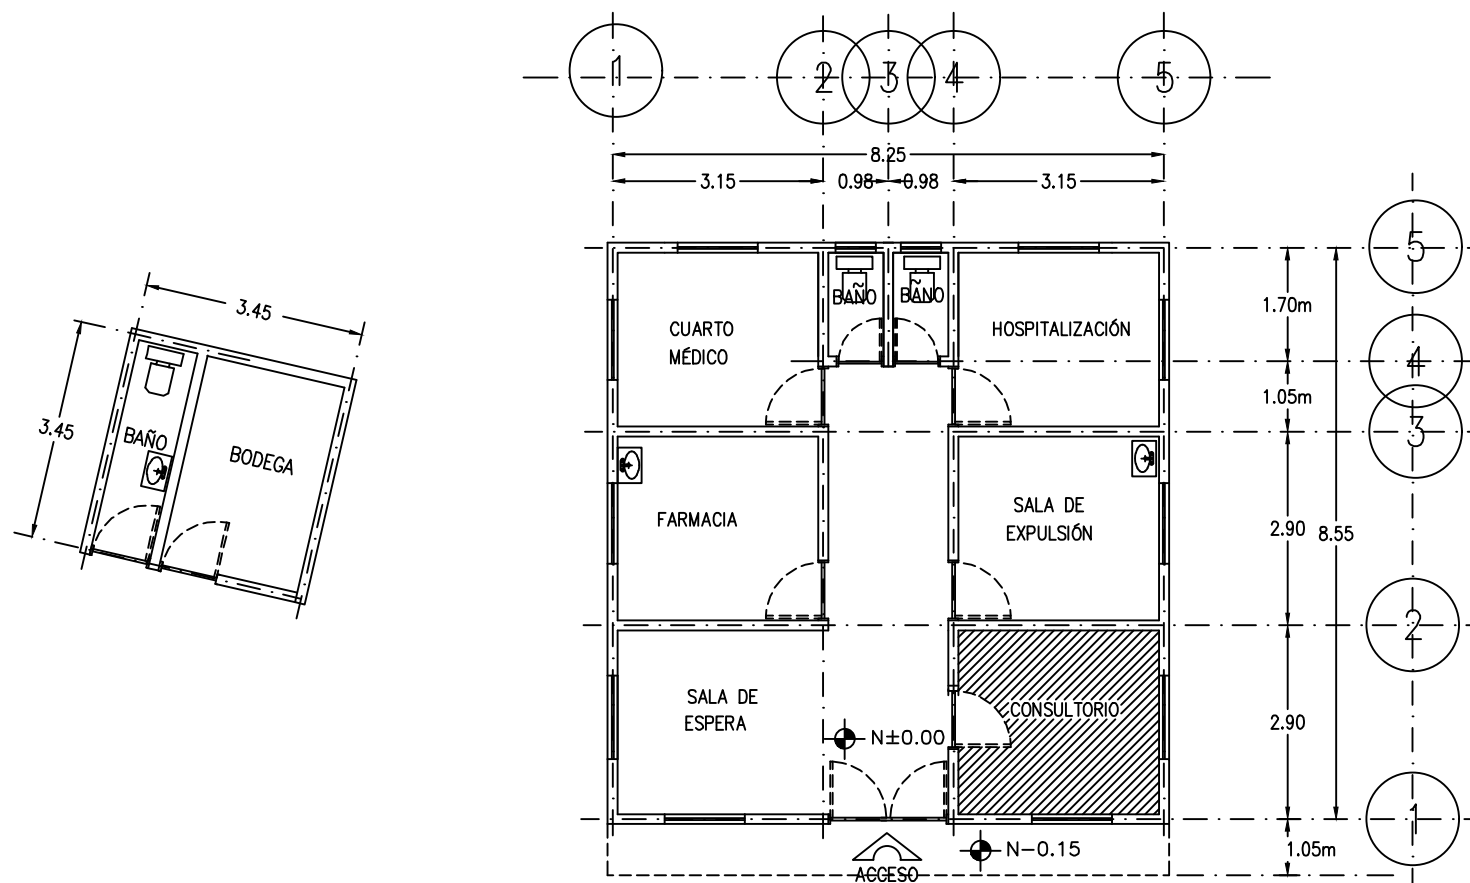 1 2 3 4 5
8.25
3.15 0.98 0.98 3.15
5
BAÑO BAÑO
1.70m
3.45
CUARTO
MÉDICO
HOSPITALIZACIÓN
4
1.05m
3.45
BAÑO
BODEGA
3
FARMACIA
SALA DE
EXPULSIÓN
2.90 8.55
2
SALA DE
ESPERA
CONSULTORIO
2.90
N±0.00
1
N-0.15
1.05m
ACCESO